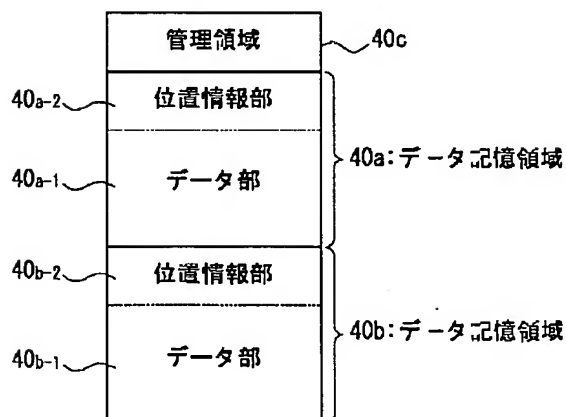 管理領域 40c
40a-2 位置情報部
40a:データ記憶領域
40a-1 データ部
40b-2 位置情報部
40b:データ記憶領域
40b-1 データ部